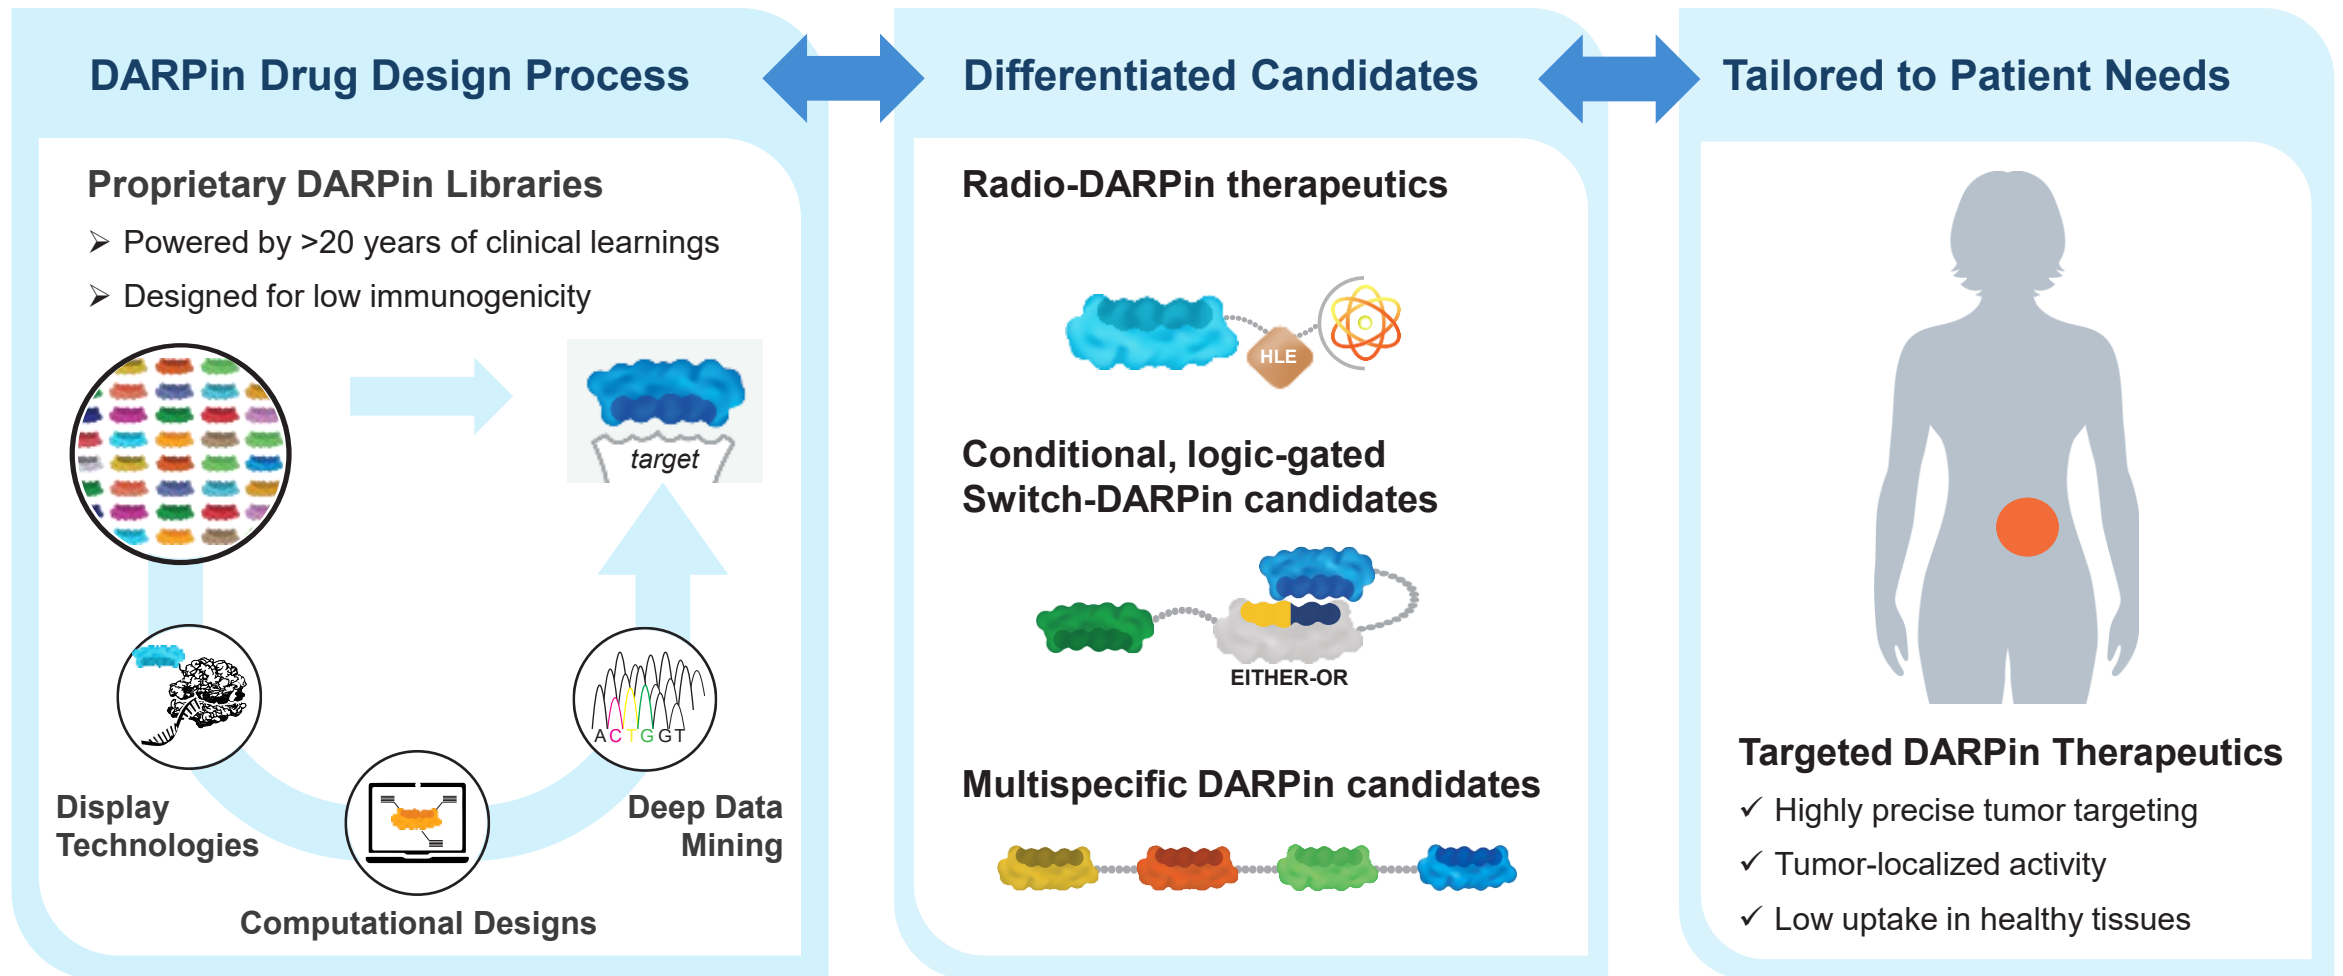 DARPin Drug Design Process
Proprietary DARPin Libraries
Powered by >20 years of clinical learnings
Designed for low immunogenicity
target
ACTGGT
Display
Technologies
Computational Designs
Deep Data
Mining
Differentiated Candidates
Radio-DARPin therapeutics
HLE
Conditional, logic-gated
Switch-DARPin candidates
EITHER-OR
Multispecific DARPin candidates
Tailored to Patient Needs
Targeted DARPin Therapeutics
Highly precise tumor targeting
Tumor-localized activity
Low uptake in healthy tissues